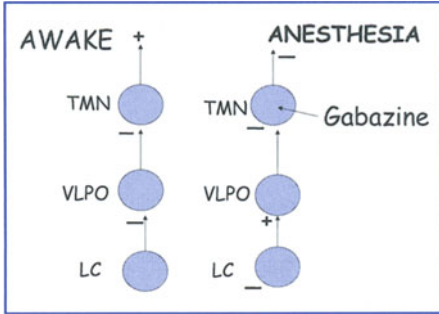 AWAKE +
TMN
−
VLPO
−
LC
ANESTHESIA
−
TMN
−
Gabazine
VLPO
+
LC
−